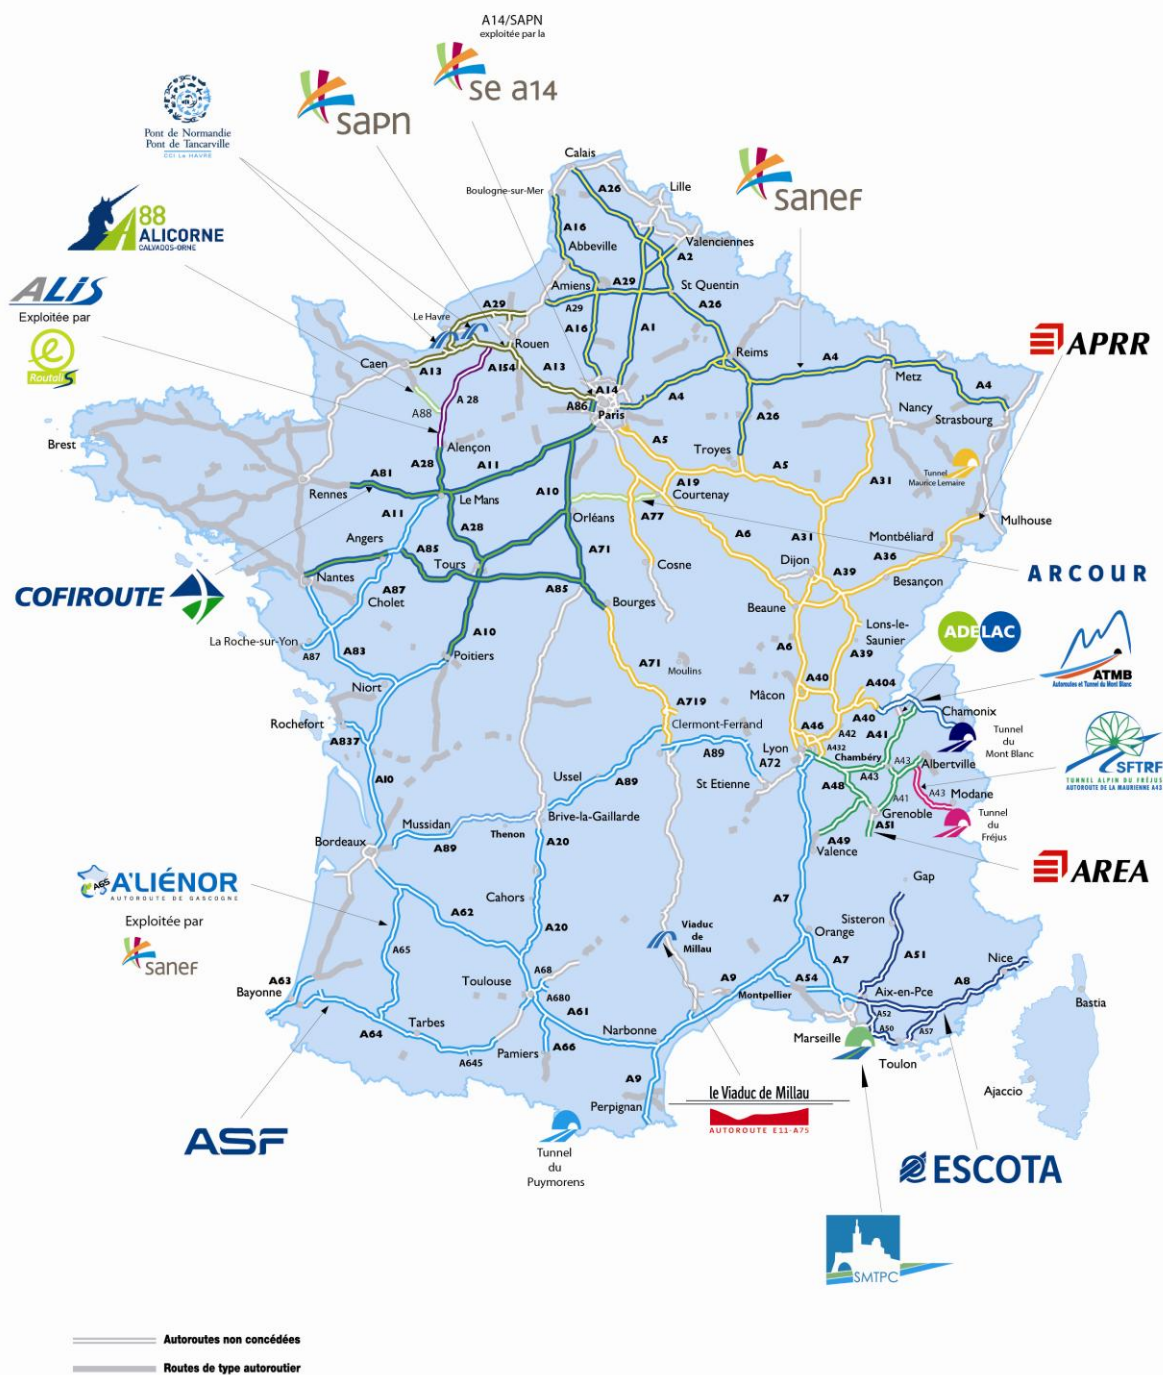 A14/SAPN
exploitée par la
se a14
sapn
Pont de Normandie
Pont de Tancarville
CCI LE HAVRE
sanef
88
ALICORNE
CALVADOS-ORNE
ALiS
Exploitée par
RoutaliS
APRR
COFIROUTE
ARCOUR
ADELAC
ATMB
Autoroutes et Tunnel du Mont Blanc
SFTRF
TUNNEL ALPIN DU FRÉJUS
AUTOROUTE DE LA MAURIENNE A43
AREA
A65
A'LIÉNOR
AUTOROUTE DE GASCOGNE
Exploitée par
sanef
ASF
Tunnel
du
Puymorens
le Viaduc de Millau
AUTOROUTE E11-A75
ESCOTA
SMTPC
Calais
Boulogne-sur-Mer
A26
Lille
A16
Abbeville
Valenciennes
A2
Amiens
A29
St Quentin
A29
A29
Le Havre
A26
A16
A1
Rouen
Reims
A4
Caen
A13
A154
A13
A14
Metz
A4
A4
A28
A88
A86
Paris
Nancy
Strasbourg
A26
Brest
Alençon
A5
Troyes
A28
A11
A5
Tunnel
Maurice Lemaire
A81
A19
A31
Rennes
Le Mans
A10
Courtenay
A11
Orléans
A77
Mulhouse
A28
A6
A31
Montbéliard
Angers
A85
A71
A36
Tours
Cosne
Dijon
A39
Nantes
Besançon
A87
Cholet
A85
Bourges
Beaune
La Roche-sur-Yon
A10
Lons-le-
Saunier
A87
A83
A6
A39
Poitiers
A71
Moulins
A40
A404
Niort
Mâcon
Rochefort
A719
Chamonix
Clermont-Ferrand
A46
A40
A42
A41
Tunnel
du
Mont Blanc
A837
Lyon
A432
A89
Chambéry
A43
Albertville
A72
A10
Ussel
A89
St Etienne
A43
A48
A43
Modane
A41
Grenoble
Tunnel
du
Fréjus
Mussidan
Thenon
Brive-la-Gaillarde
A51
Bordeaux
A89
A20
A49
Valence
Gap
Cahors
A7
A62
Sisteron
Viaduc
de
Millau
A20
Orange
A65
A51
A68
A7
Nice
A63
Toulouse
A9
A54
A8
Bayonne
A680
Montpellier
Aix-en-Pce
Bastia
A61
A52
A64
Tarbes
Narbonne
A50
A57
Marseille
Pamiers
A66
Toulon
A645
A9
Ajaccio
Perpignan
Autoroutes non concédées
Routes de type autoroutier